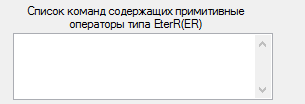 Список команд содержащих примитивные
операторы типа EterR(ER)